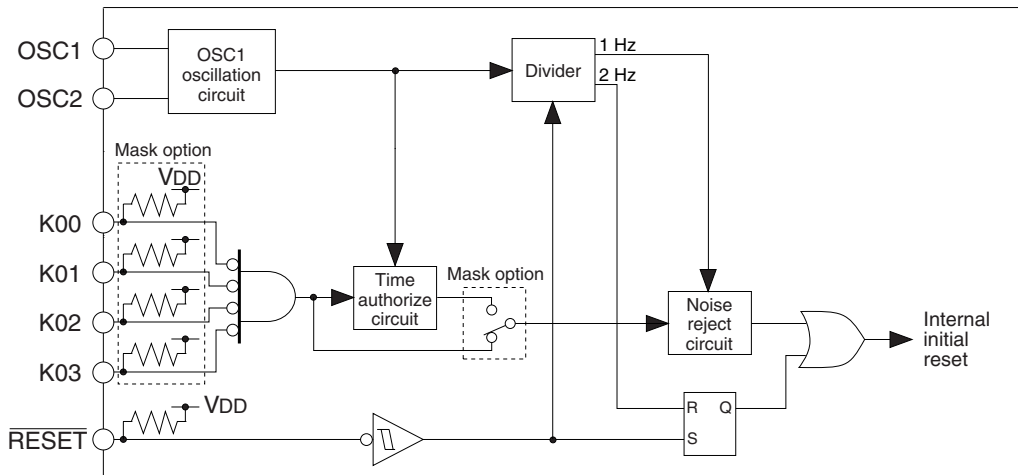 OSC1
OSC2
OSC1
oscillation
circuit
Divider
1 Hz
2 Hz
Mask option
VDD
K00
K01
K02
K03
Time
authorize
circuit
Mask option
Noise
reject
circuit
Internal
initial
reset
VDD
RESET
R
Q
S